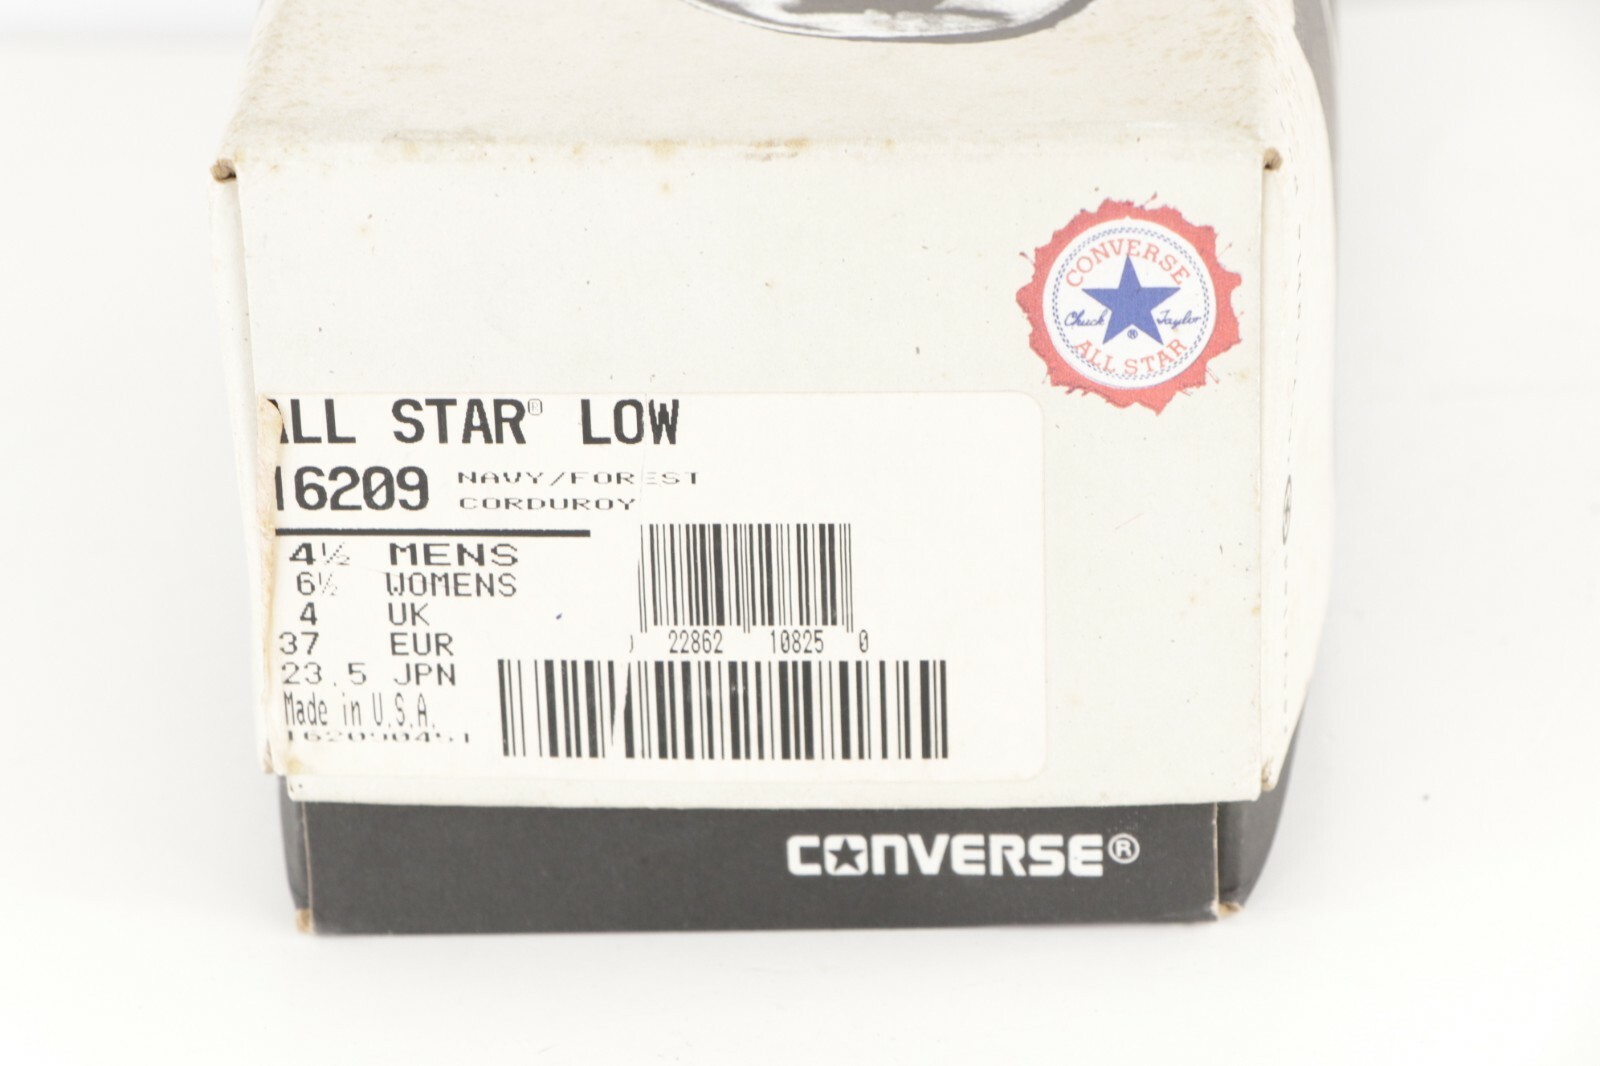 CONVERSE
Chuck Taylor
®
ALL STAR
ALL STAR® LOW
16209 NAVY/FOREST
CORDUROY
4½ MENS
6½ WOMENS
4 UK
37 EUR
23.5 JPN
Made in U.S.A.
162090451
22862 10825 0
CONVERSE®